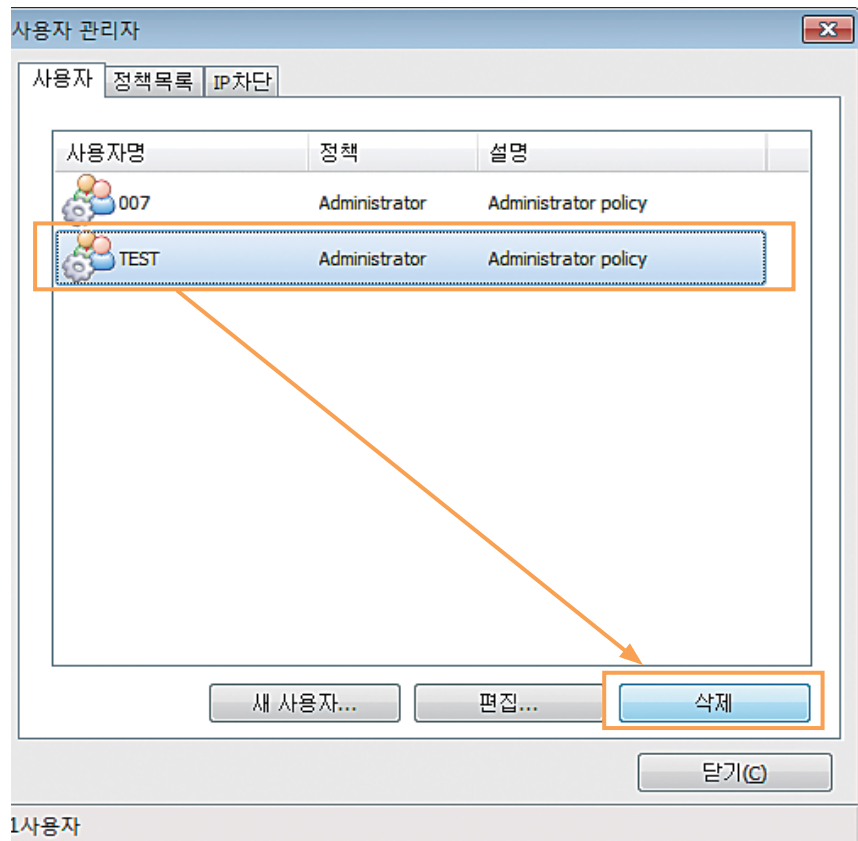 사용자 관리자
사용자 정책목록 IP차단
사용자명 정책 설명
007 Administrator Administrator policy
TEST Administrator Administrator policy
새 사용자... 편집... 삭제
닫기(C)
1사용자